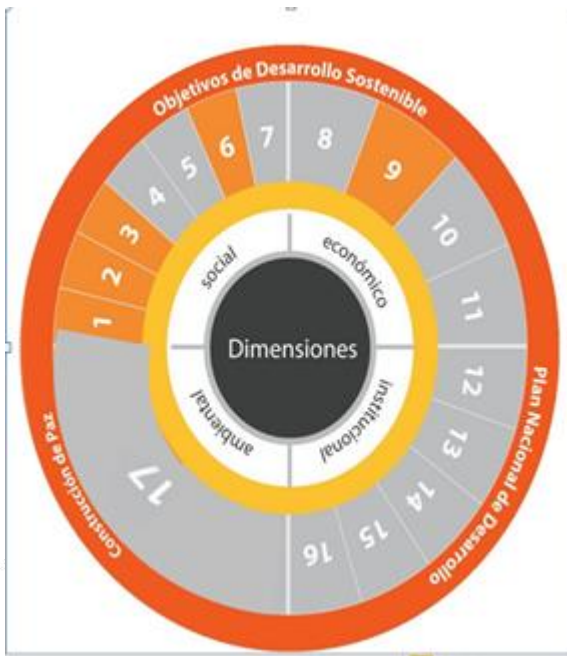 Objetivos de Desarrollo Sostenible
Plan Nacional de Desarrollo
Construcción de Paz
1
2
3
4
5
6
7
8
9
10
11
12
13
14
15
16
17
social
económico
institucional
ambiental
Dimensiones